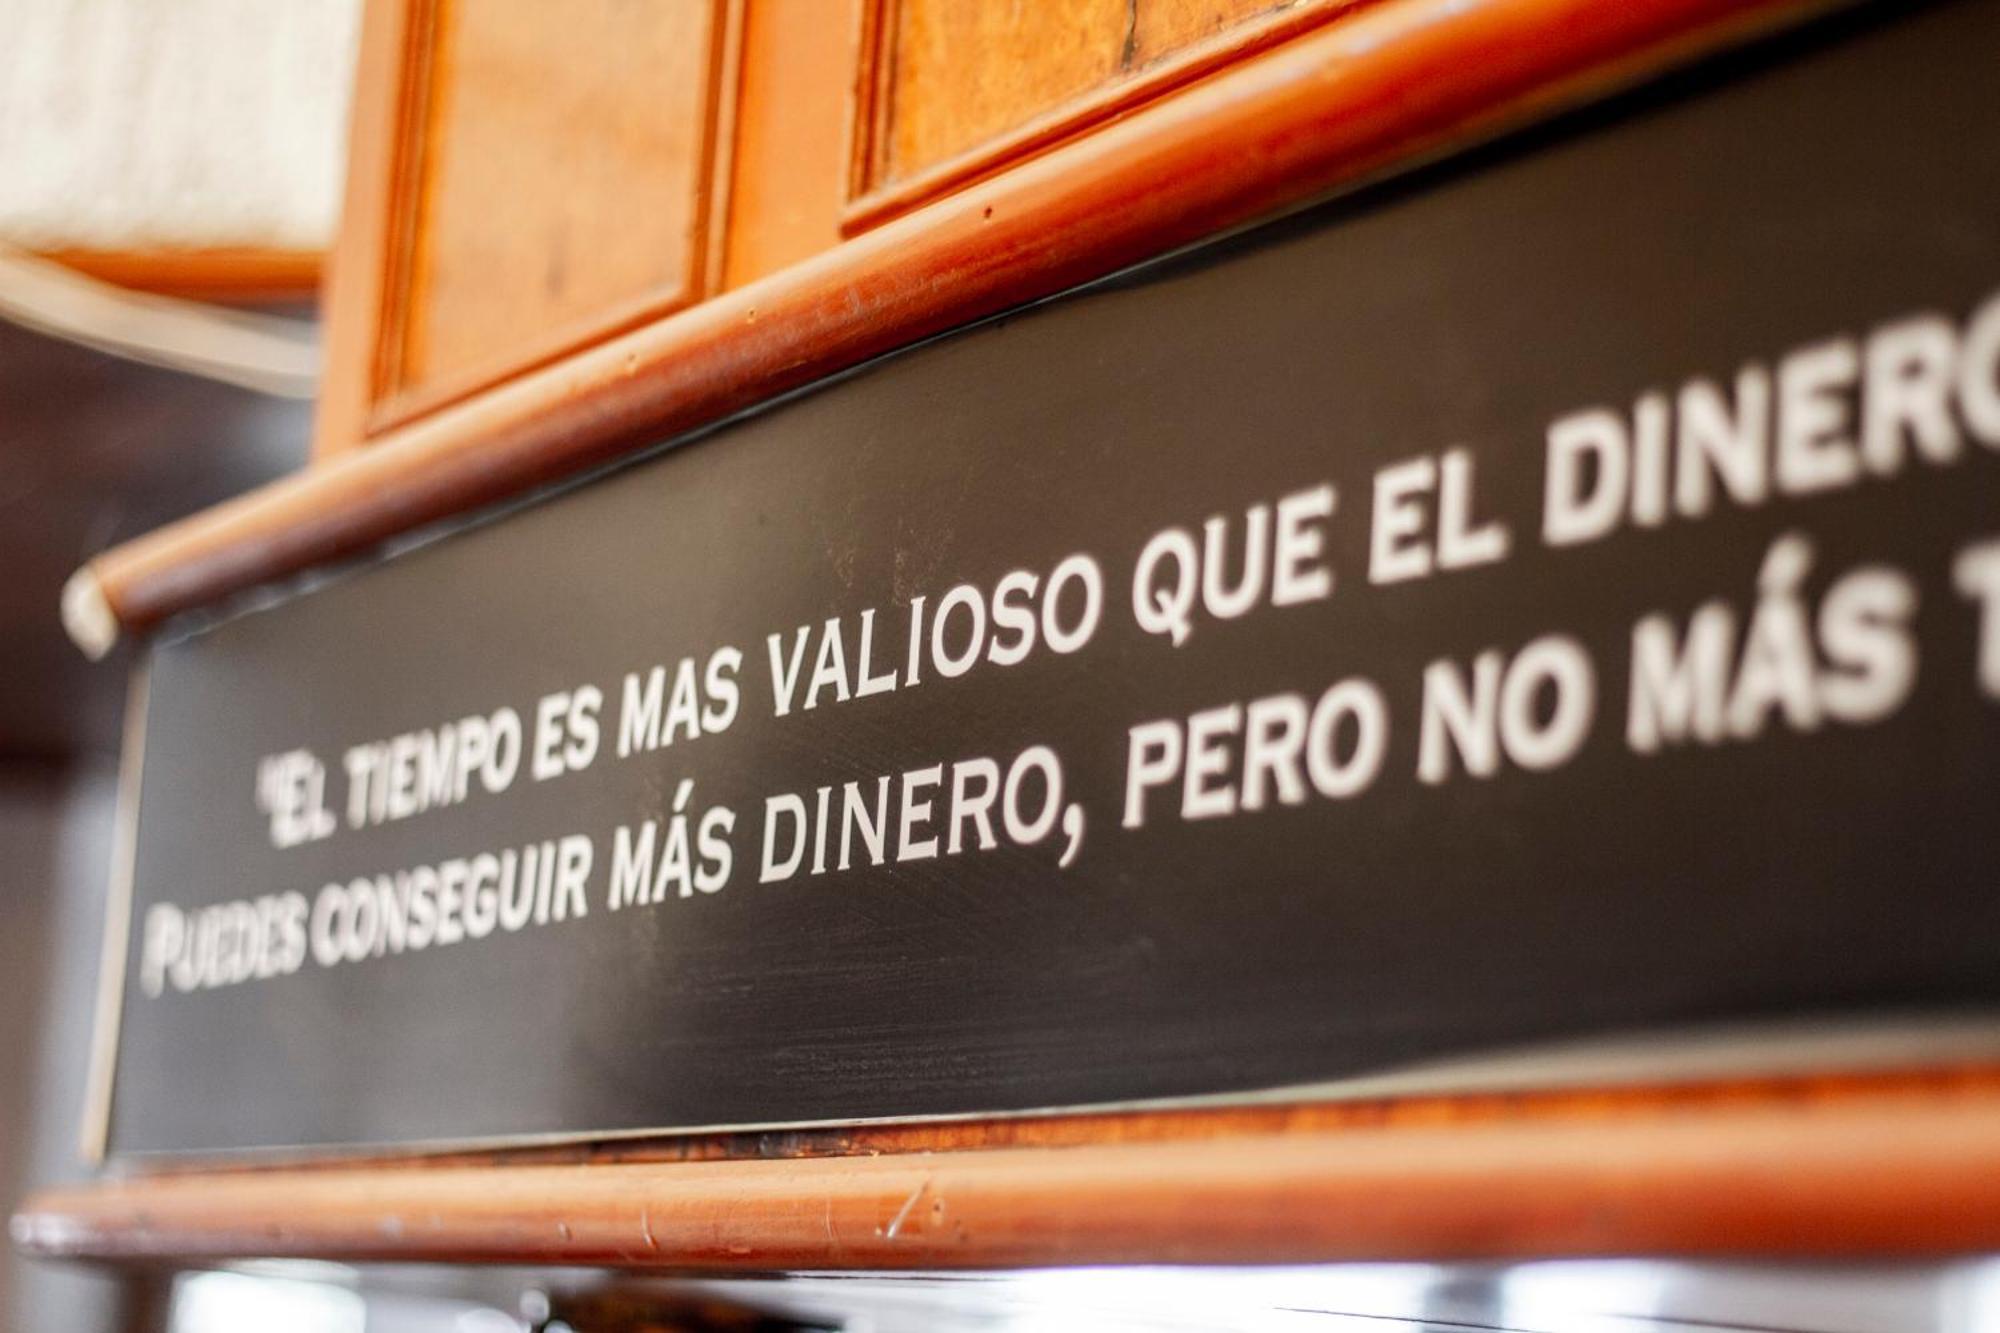 "EL TIEMPO ES MAS VALIOSO QUE EL DINERO
PUEDES CONSEGUIR MÁS DINERO, PERO NO MÁS